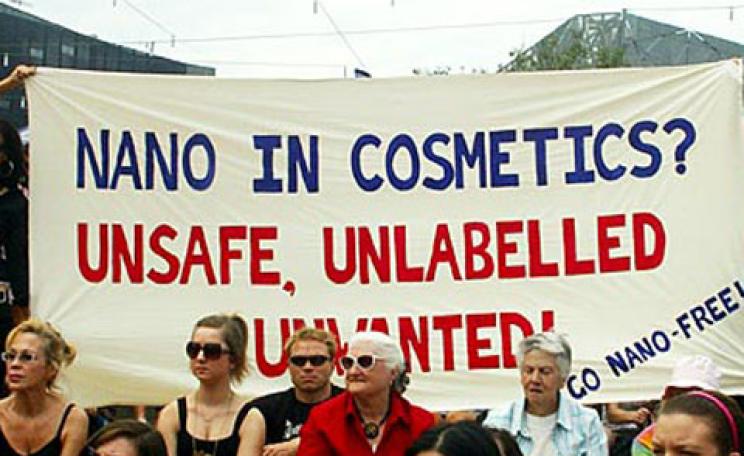 NANO IN COSMETICS?
UNSAFE, UNLABELLED
UNWANTED!
GO NANO-FREE!